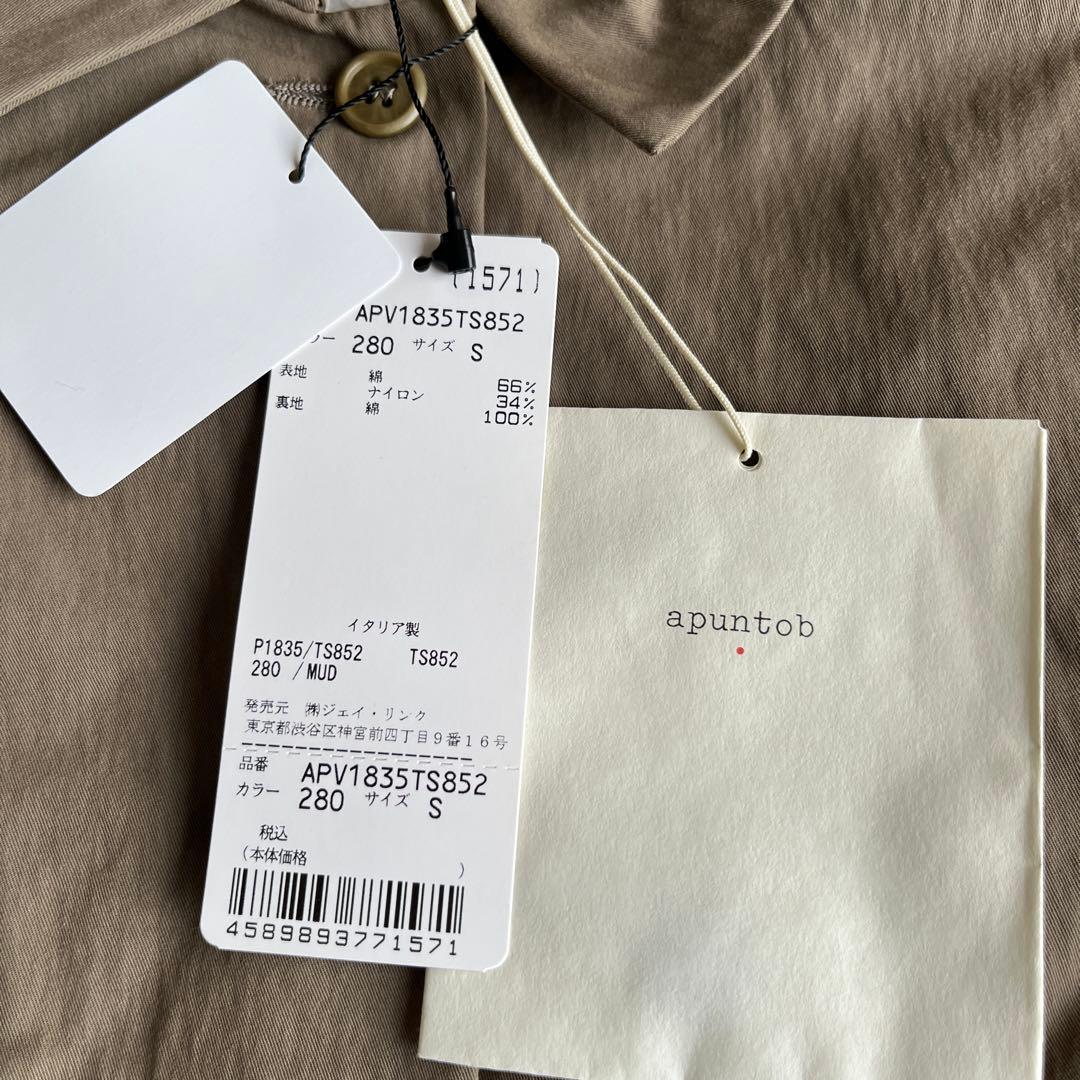 (1571)
APV1835TS852
ー 280 サイズ S
表地 綿 66%
ナイロン 34%
裏地 綿 100%
イタリア製
P1835/TS852 TS852
280 /MUD
発売元 ㈱ジェイ・リンク
東京都渋谷区神宮前四丁目9番16号
品番 APV1835TS852
カラー 280 サイズ S
税込
(本体価格 )
4589893771571
apuntob